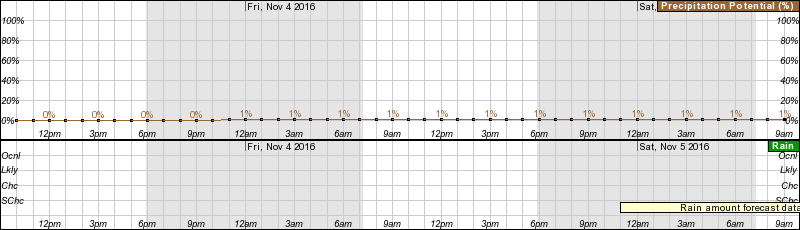 Fri, Nov 4 2016 Sat, Precipitation Potential (%)
100% 100%
80% 80%
60% 60%
40% 40%
20% 20%
0% 0% 0% 0% 0% 1% 1% 1% 1% 1% 1% 1% 1% 1% 1% 1% 1% 0%
12pm 3pm 6pm 9pm 12am 3am 6am 9am 12pm 3pm 6pm 9pm 12am 3am 6am 9am
Fri, Nov 4 2016 Sat, Nov 5 2016 Rain
Ocnl Ocnl
Lkly Lkly
Chc Chc
SChc SChc
Rain amount forecast data
12pm 3pm 6pm 9pm 12am 3am 6am 9am 12pm 3pm 6pm 9pm 12am 3am 6am 9am